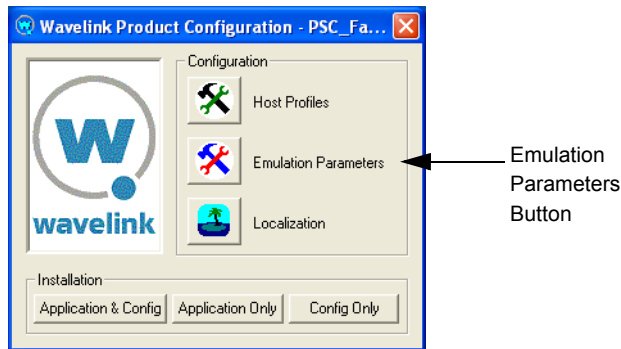 Wavelink Product Configuration - PSC_Fa...
Configuration
Host Profiles
Emulation Parameters
Localization
w.
wavelink
Installation
Application & Config
Application Only
Config Only
Emulation
Parameters
Button